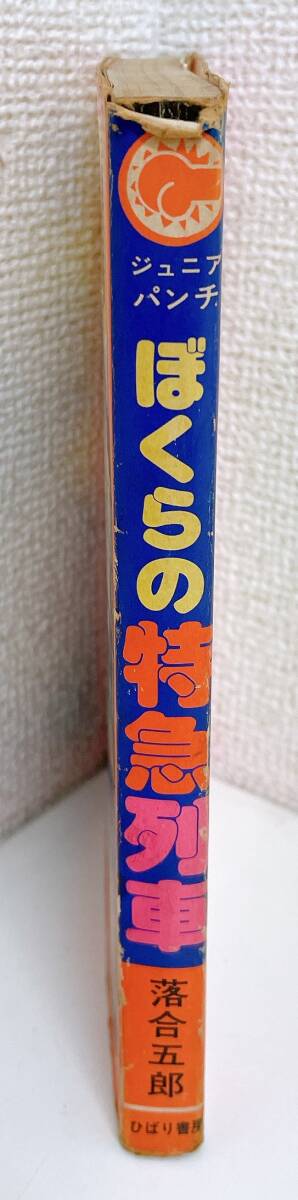 ジュニア
パンチ
ぼくらの特急列車
落合五郎
ひばり書房